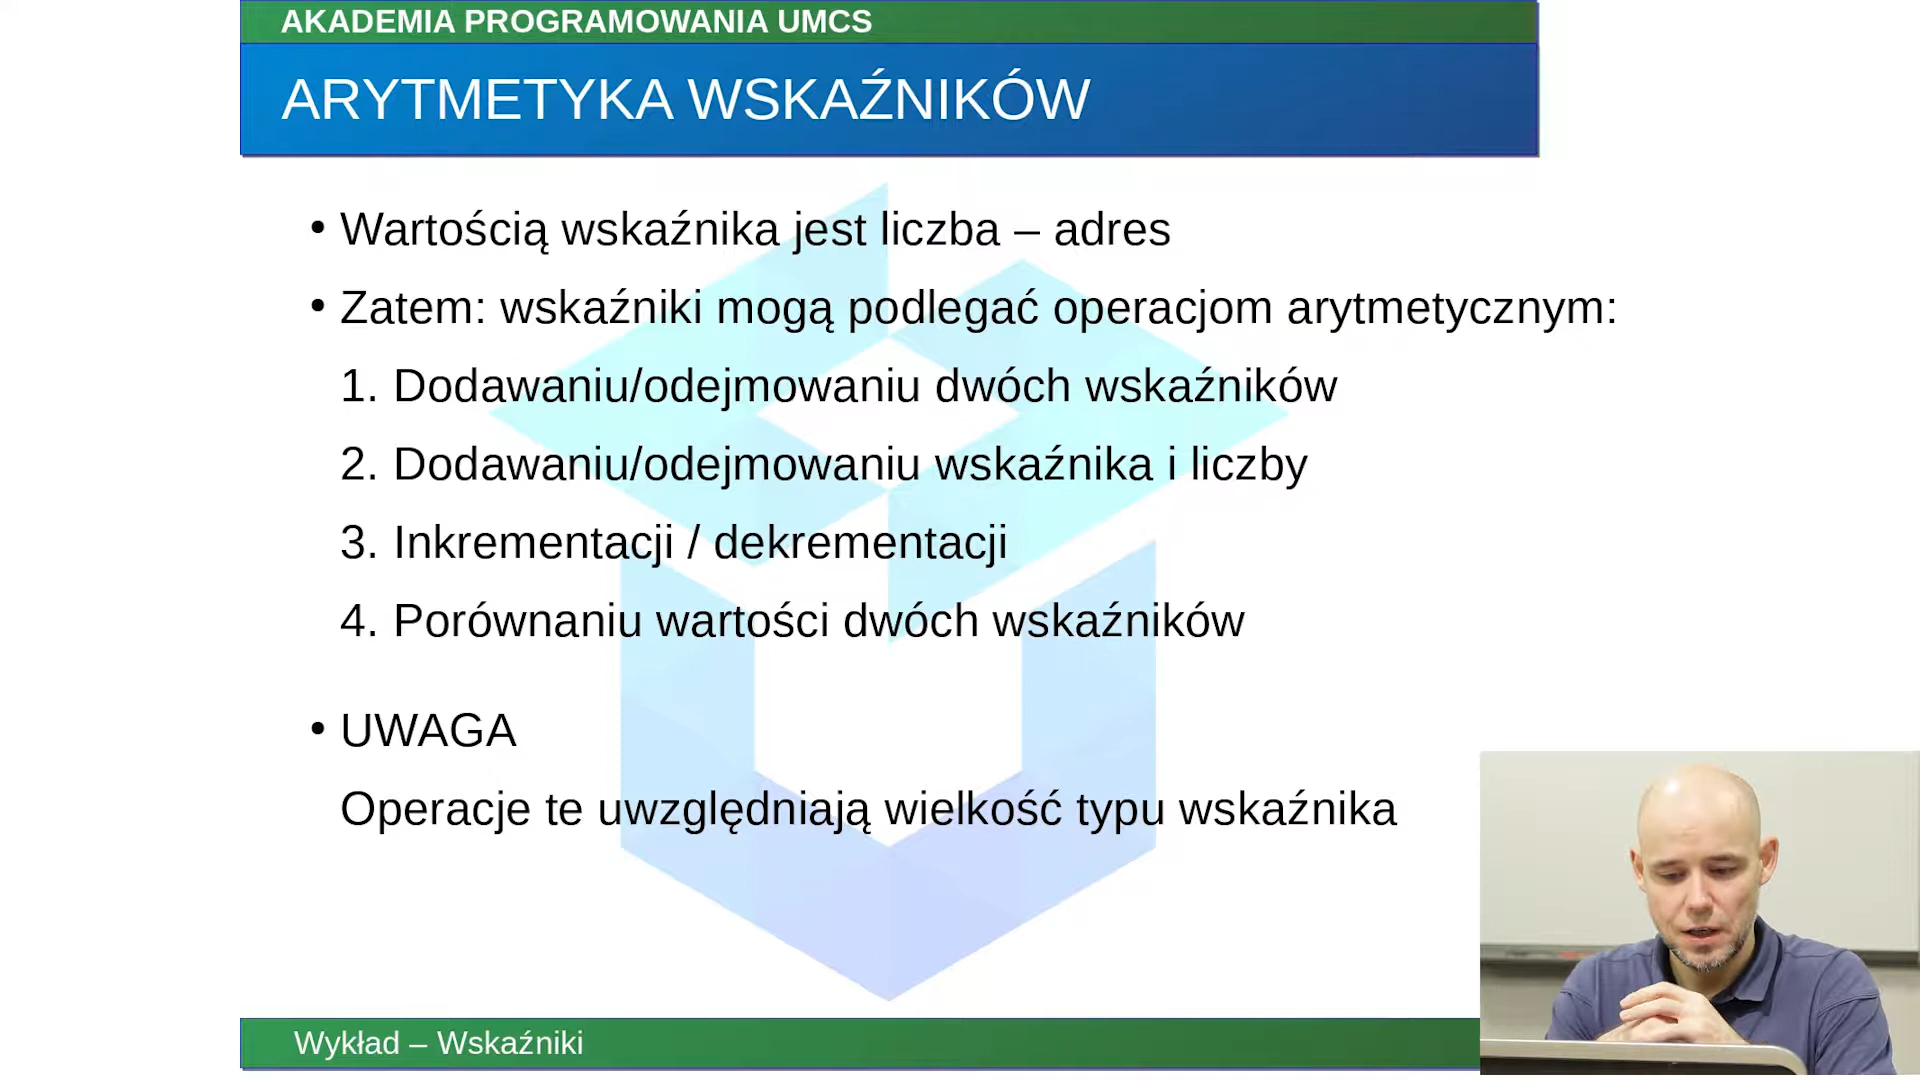 AKADEMIA PROGRAMOWANIA UMCS
ARYTMETYKA WSKAŹNIKÓW
• Wartością wskaźnika jest liczba – adres
• Zatem: wskaźniki mogą podlegać operacjom arytmetycznym:
1. Dodawaniu/odejmowaniu dwóch wskaźników
2. Dodawaniu/odejmowaniu wskaźnika i liczby
3. Inkrementacji / dekrementacji
4. Porównaniu wartości dwóch wskaźników
• UWAGA
Operacje te uwzględniają wielkość typu wskaźnika
Wykład – Wskaźniki